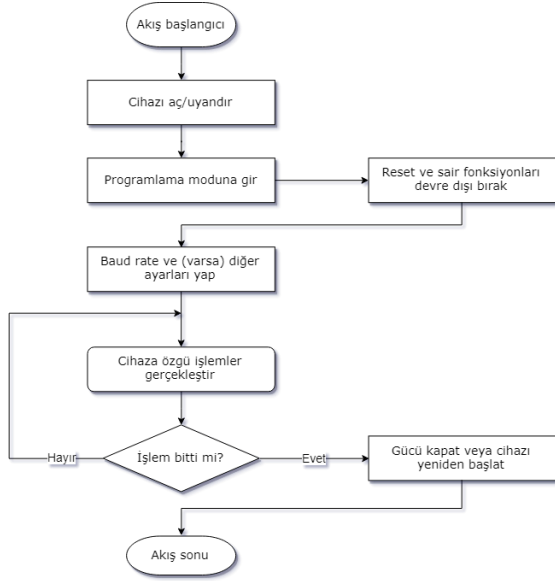 Akış başlangıcı
Cihazı aç/uyandır
Programlama moduna gir
Reset ve sair fonksiyonları
devre dışı bırak
Baud rate ve (varsa) diğer
ayarları yap
Cihaza özgü işlemler
gerçekleştir
Hayır
İşlem bitti mi?
Evet
Gücü kapat veya cihazı
yeniden başlat
Akış sonu